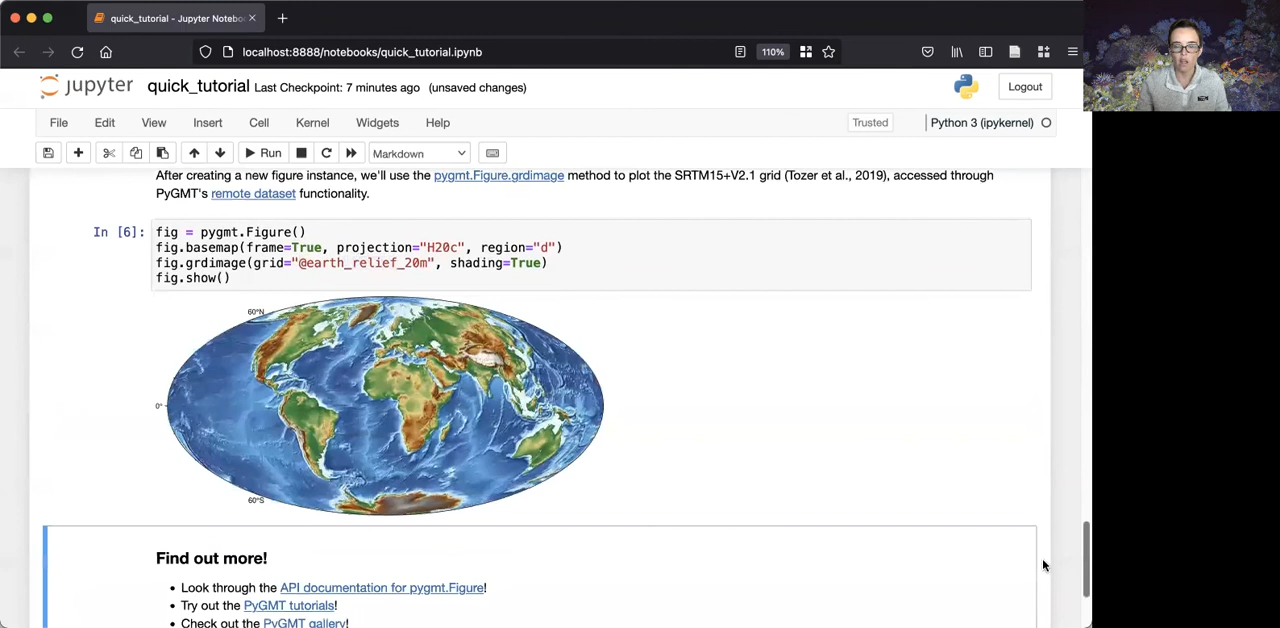 quick_tutorial - Jupyter Notebo
localhost:8888/notebooks/quick_tutorial.ipynb
110%
jupyter quick_tutorial Last Checkpoint: 7 minutes ago (unsaved changes)
Logout
File Edit View Insert Cell Kernel Widgets Help
Trusted
Python 3 (ipykernel)
Run
Markdown
After creating a new figure instance, we'll use the pygmt.Figure.grdimage method to plot the SRTM15+V2.1 grid (Tozer et al., 2019), accessed through
PyGMT's remote dataset functionality.
In [6]: fig = pygmt.Figure()
fig.basemap(frame=True, projection="H20c", region="d")
fig.grdimage(grid="@earth_relief_20m", shading=True)
fig.show()
60°N
0°
60°S
Find out more!
• Look through the API documentation for pygmt.Figure!
• Try out the PyGMT tutorials!
• Check out the PyGMT gallery!